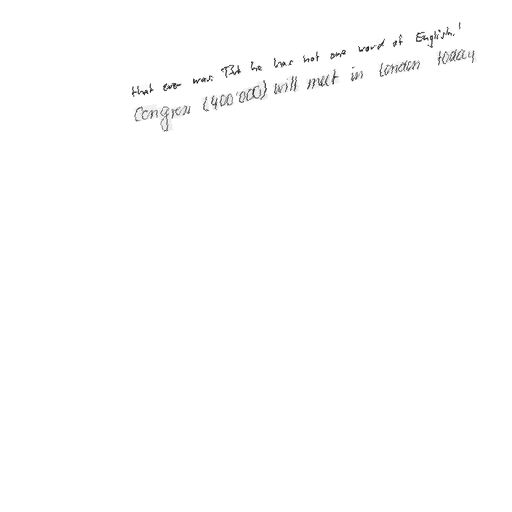 that ever was. But he has not one word of English.'
Congress (400'000) will meet in London today